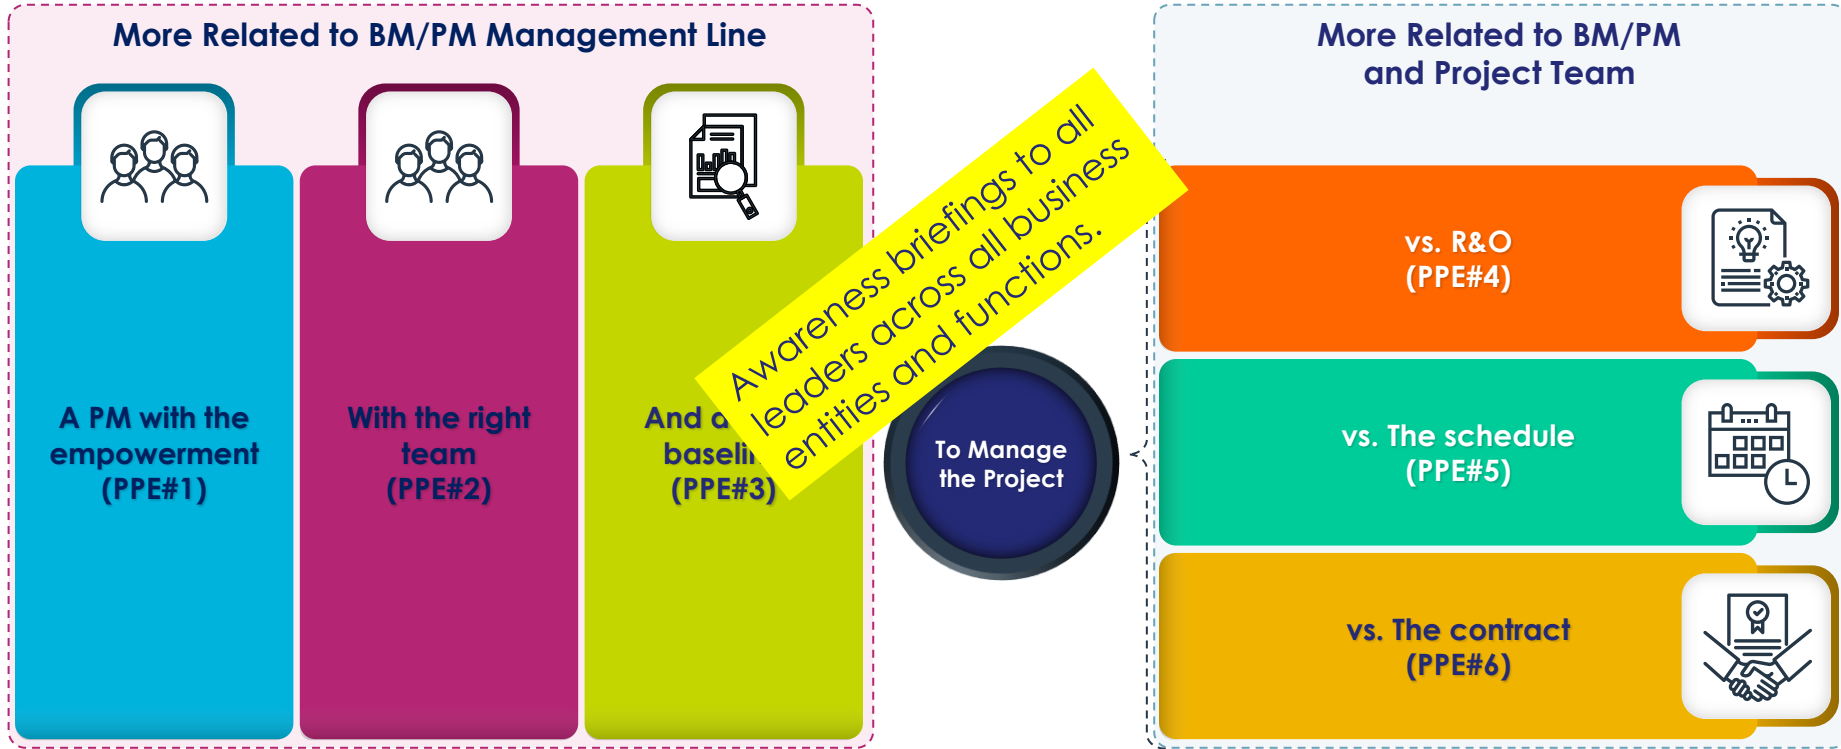 More Related to BM/PM Management Line
A PM with the
empowerment
(PPE#1)
With the right
team
(PPE#2)
And a
(PPE#3)
Awareness briefings to all
leaders across all business
entities and functions.
To Manage
the Project
More Related to BM/PM
and Project Team
vs. R&O
(PPE#4)
vs. The schedule
(PPE#5)
vs. The contract
(PPE#6)